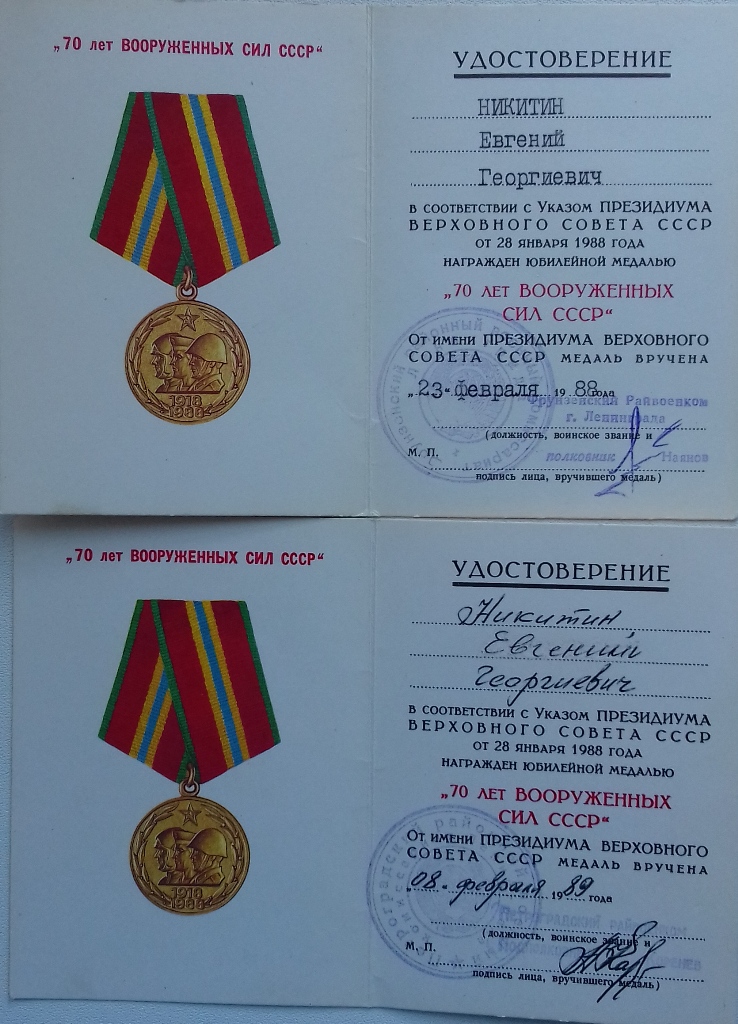 „70 лет ВООРУЖЕННЫХ СИЛ СССР“
1918
1988
УДОСТОВЕРЕНИЕ
НИКИТИН
Евгений
Георгиевич
в соответствии с Указом ПРЕЗИДИУМА
ВЕРХОВНОГО СОВЕТА СССР
от 28 января 1988 года
награжден юбилейной медалью
„70 лет ВООРУЖЕННЫХ
СИЛ СССР“
От имени ПРЕЗИДИУМА ВЕРХОВНОГО
СОВЕТА СССР медаль вручена
„23“ февраля 1988 года
Фрунзенский Райвоенком
г. Ленинграда
(должность, воинское звание и
М. П.
полковник Наянов
подпись лица, вручившего медаль)
„70 лет ВООРУЖЕННЫХ СИЛ СССР“
1918
1988
УДОСТОВЕРЕНИЕ
Никитин
Евгений
Георгиевич
в соответствии с Указом ПРЕЗИДИУМА
ВЕРХОВНОГО СОВЕТА СССР
от 28 января 1988 года
награжден юбилейной медалью
„70 лет ВООРУЖЕННЫХ
СИЛ СССР“
От имени ПРЕЗИДИУМА ВЕРХОВНОГО
СОВЕТА СССР медаль вручена
„08“ февраля 1989 года
(должность, воинское звание и
М. П.
подпись лица, вручившего медаль)